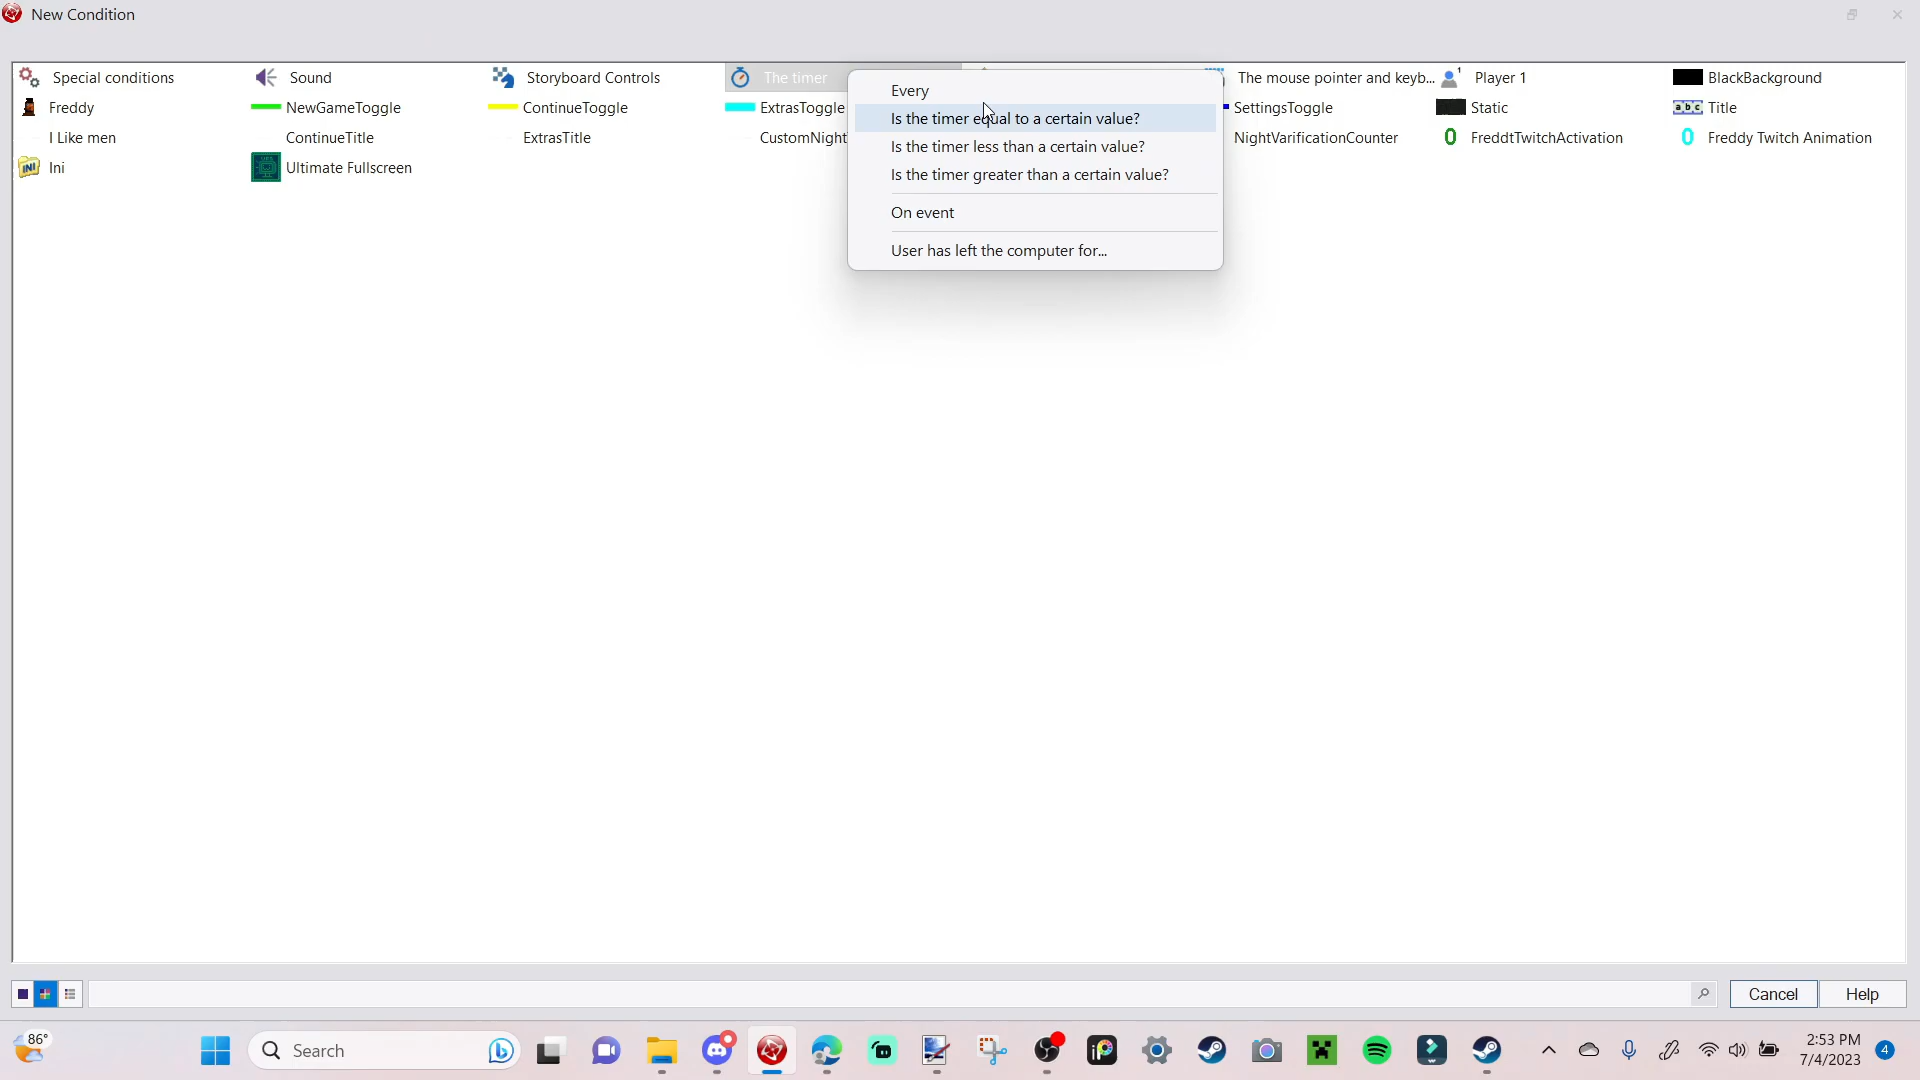 New Condition
Special conditions Sound Storyboard Controls The timer The mouse pointer and keyb... Player 1 BlackBackground
Every
Freddy NewGameToggle ContinueToggle ExtrasToggle SettingsToggle Static abc Title
Is the timer equal to a certain value?
I Like men ContinueTitle ExtrasTitle CustomNight NightVarificationCounter 0 FreddtTwitchActivation 0 Freddy Twitch Animation
Is the timer less than a certain value?
INI Ini Ultimate Fullscreen
Is the timer greater than a certain value?
On event
User has left the computer for...
Cancel Help
86°
Search
2:53 PM
7/4/2023
4